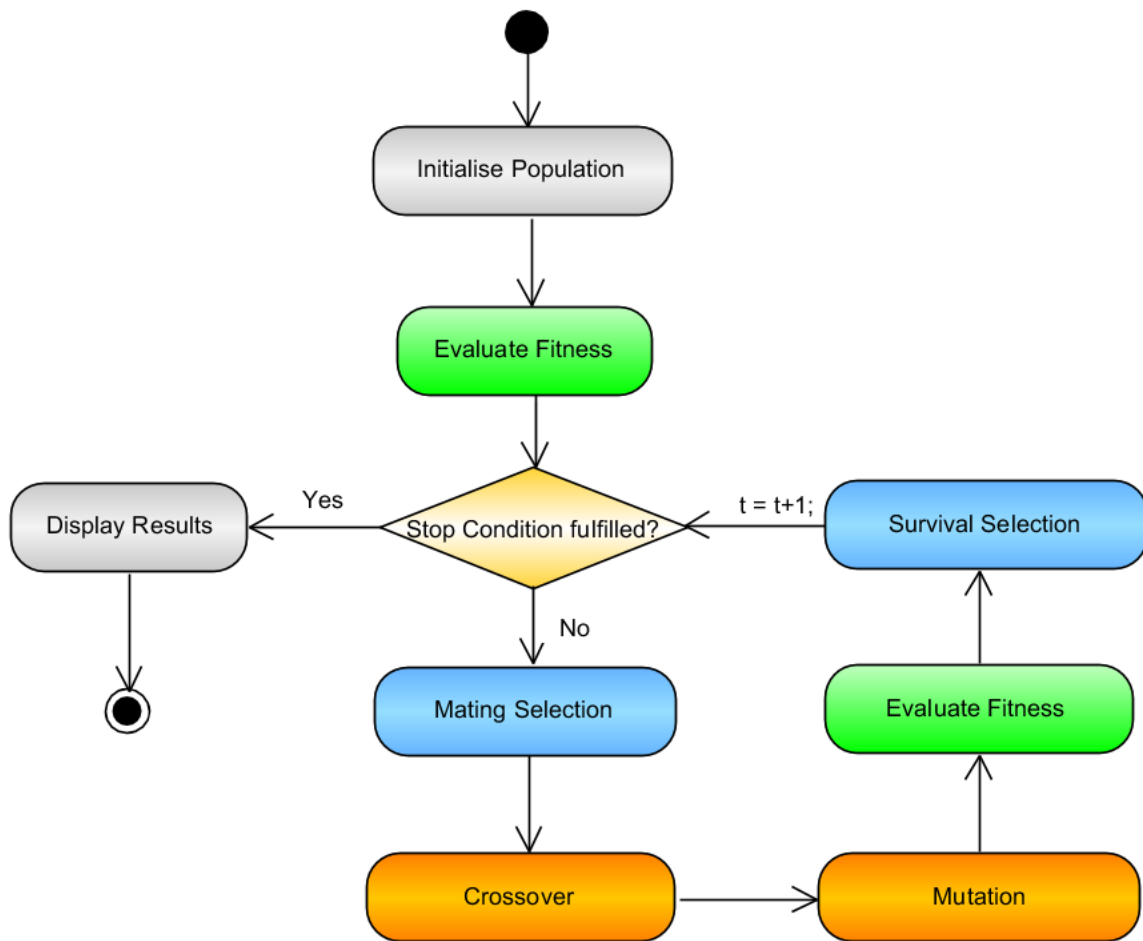 Initialise Population
Evaluate Fitness
Yes
Display Results
Stop Condition fulfilled?
t = t+1;
Survival Selection
No
Mating Selection
Evaluate Fitness
Crossover
Mutation